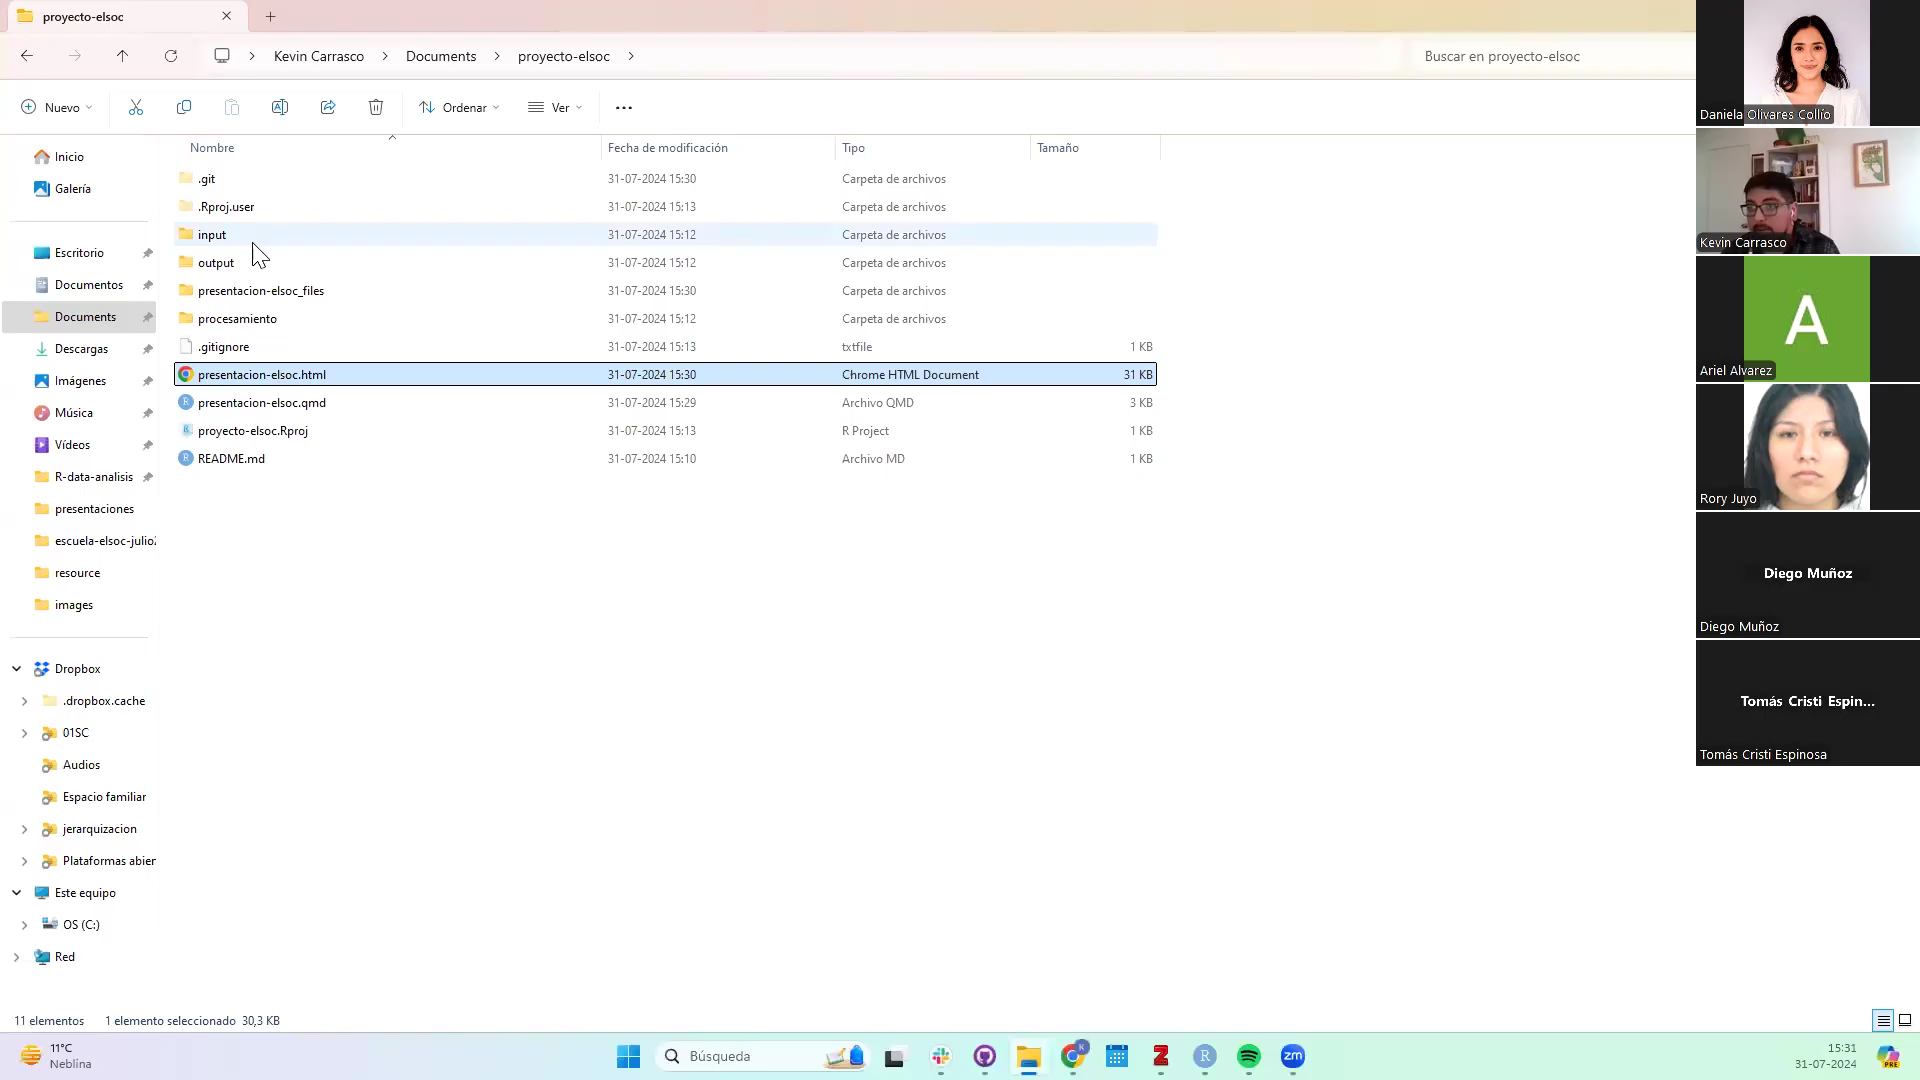 proyecto-elsoc
Kevin Carrasco
Documents
proyecto-elsoc
Buscar en proyecto-elsoc
Nuevo
Ordenar
Ver
Nombre
Fecha de modificación
Tipo
Tamaño
.git
31-07-2024 15:30
Carpeta de archivos
.Rproj.user
31-07-2024 15:13
Carpeta de archivos
input
31-07-2024 15:12
Carpeta de archivos
output
31-07-2024 15:12
Carpeta de archivos
presentacion-elsoc_files
31-07-2024 15:30
Carpeta de archivos
procesamiento
31-07-2024 15:12
Carpeta de archivos
.gitignore
31-07-2024 15:13
txtfile
1 KB
presentacion-elsoc.html
31-07-2024 15:30
Chrome HTML Document
31 KB
presentacion-elsoc.qmd
31-07-2024 15:29
Archivo QMD
3 KB
proyecto-elsoc.Rproj
31-07-2024 15:13
R Project
1 KB
README.md
31-07-2024 15:10
Archivo MD
1 KB
Inicio
Galería
Escritorio
Documentos
Documents
Descargas
Imágenes
Música
Vídeos
R-data-analisis
presentaciones
escuela-elsoc-julio2
resource
images
Dropbox
.dropbox.cache
01SC
Audios
Espacio familiar
jerarquizacion
Plataformas abier
Este equipo
OS (C:)
Red
11 elementos
1 elemento seleccionado 30,3 KB
Daniela Olivares Collío
Kevin Carrasco
A
Ariel Alvarez
Rory Juyo
Diego Muñoz
Diego Muñoz
Tomás Cristi Espin...
Tomás Cristi Espinosa
11°C
Neblina
Búsqueda
K
Z
R
zm
15:31
31-07-2024
PRE